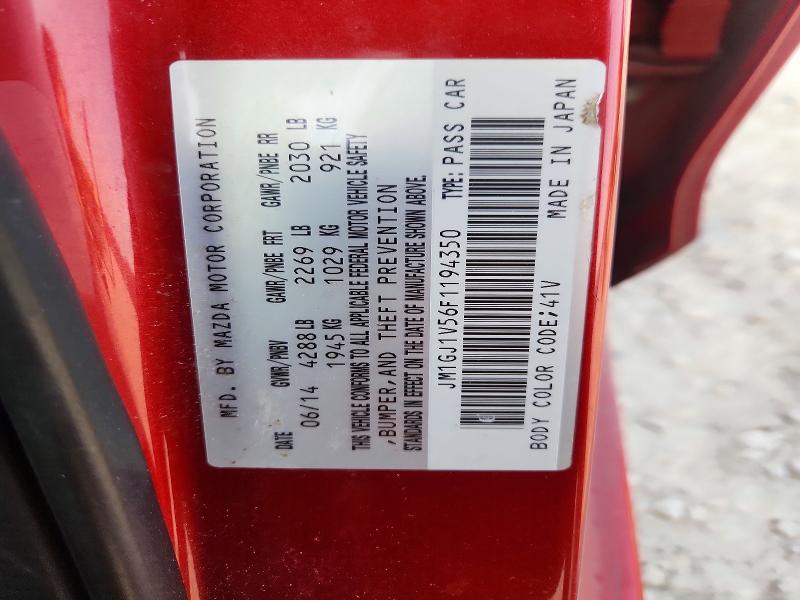 MFD. BY MAZDA MOTOR CORPORATION
DATE GVWR/PNBV GAWR/PNBE FRT GAWR/PNBE RR
06/14 4288LB 2269 LB 2030 LB
1945KG 1029 KG 921 KG
THIS VEHICLE CONFORMS TO ALL APPLICABLE FEDERAL MOTOR VEHICLE SAFETY
,BUMPER,AND THEFT PREVENTION
STANDARDS IN EFFECT ON THE DATE OF MANUFACTURE SHOWN ABOVE.
JM1GJ1V56F1194350 TYPE: PASS CAR
BODY COLOR CODE;41V MADE IN JAPAN